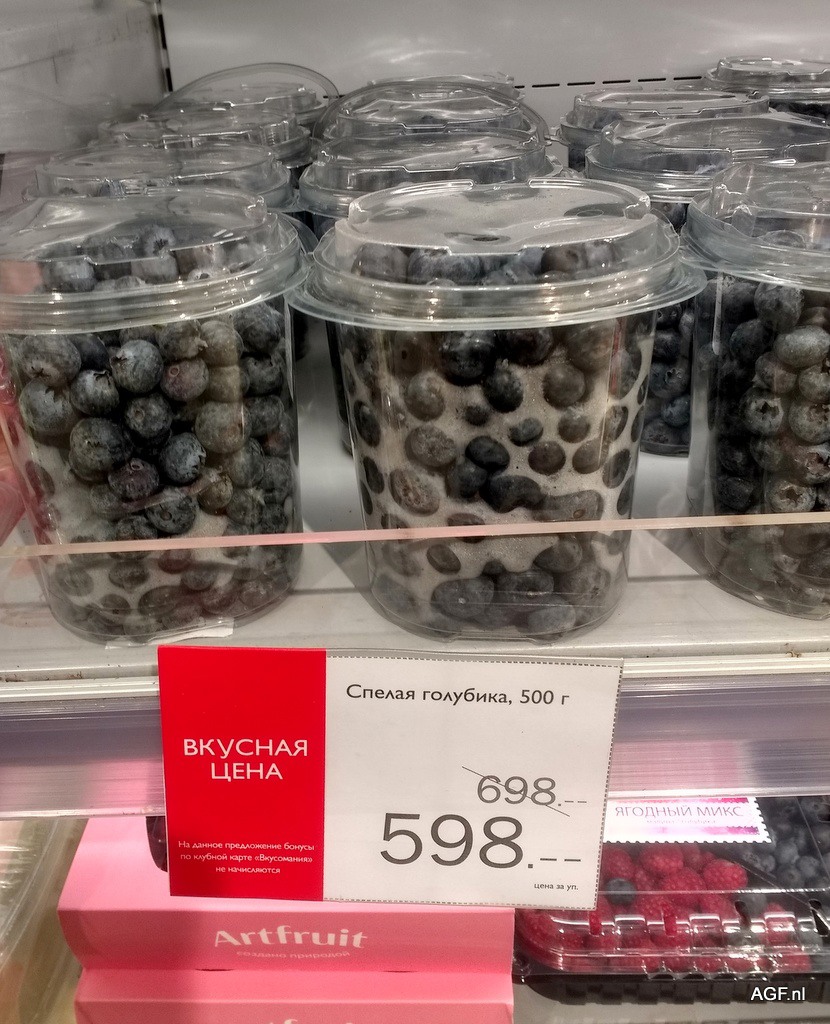 Спелая голубика, 500 г
ВКУСНАЯ
ЦЕНА
698.--
598.--
цена за уп.
На данное предложение бонусы
по клубной карте «Вкусомания»
не начисляются
ЯГОДНЫЙ МИКС
Artfruit
создано природой
Artfruit
AGF.nl